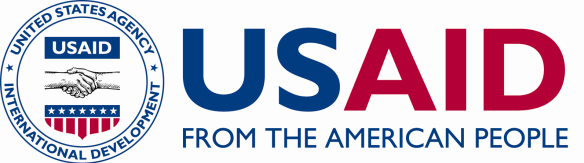 UNITED STATES AGENCY
USAID
INTERNATIONAL DEVELOPMENT
USAID
FROM THE AMERICAN PEOPLE